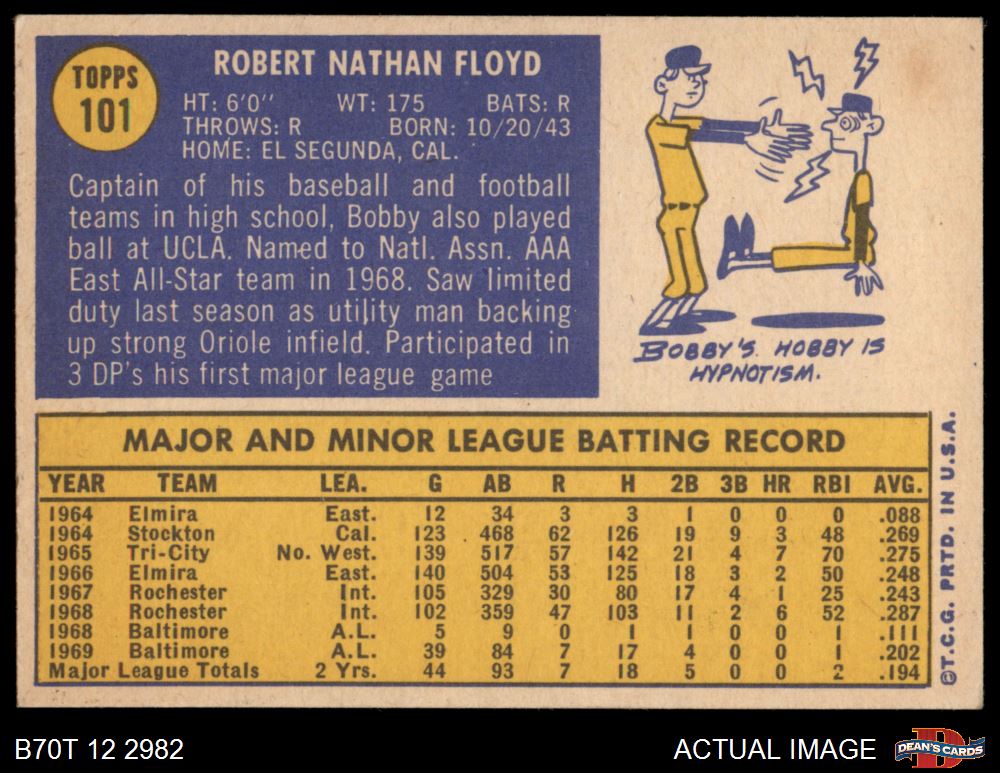 TOPPS
101
ROBERT NATHAN FLOYD
HT: 6'0" WT: 175 BATS: R
THROWS: R BORN: 10/20/43
HOME: EL SEGUNDA, CAL.
Captain of his baseball and football
teams in high school, Bobby also played
ball at UCLA. Named to Natl. Assn. AAA
East All-Star team in 1968. Saw limited
duty last season as utility man backing
up strong Oriole infield. Participated in
3 DP's his first major league game
BOBBY'S HOBBY IS
HYPNOTISM.
MAJOR AND MINOR LEAGUE BATTING RECORD
YEAR TEAM LEA. G AB R H 2B 3B HR RBI AVG.
1964 Elmira East. 12 34 3 3 1 0 0 0 .088
1964 Stockton Cal. 123 468 62 126 19 9 3 48 .269
1965 Tri-City No. West. 139 517 57 142 21 4 7 70 .275
1966 Elmira East. 140 504 53 125 18 3 2 50 .248
1967 Rochester Int. 105 329 30 80 17 4 1 25 .243
1968 Rochester Int. 102 359 47 103 11 2 6 52 .287
1968 Baltimore A.L. 5 9 0 1 1 0 0 1 .111
1969 Baltimore A.L. 39 84 7 17 4 0 0 1 .202
Major League Totals 2 Yrs. 44 93 7 18 5 0 0 2 .194
©T.C.G. PRTD. IN U.S.A.
B70T 12 2982
ACTUAL IMAGE
D
DEAN'S CARDS